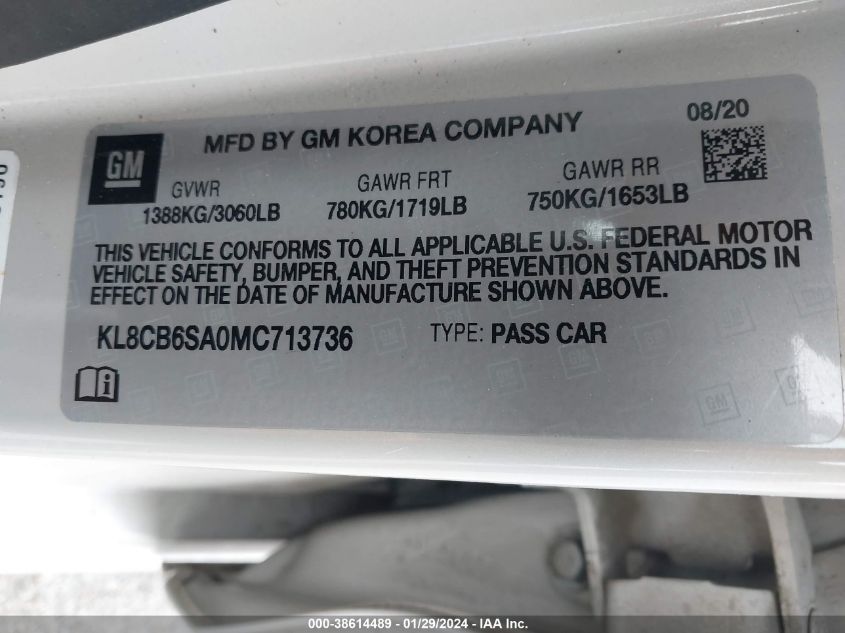 08/20
MFD BY GM KOREA COMPANY
GM
GVWR GAWR FRT GAWR RR
1388KG/3060LB 780KG/1719LB 750KG/1653LB
THIS VEHICLE CONFORMS TO ALL APPLICABLE U.S. FEDERAL MOTOR
VEHICLE SAFETY, BUMPER, AND THEFT PREVENTION STANDARDS IN
EFFECT ON THE DATE OF MANUFACTURE SHOWN ABOVE.
KL8CB6SA0MC713736 TYPE: PASS CAR
GM
000-38614489 - 01/29/2024 - IAA, Inc.